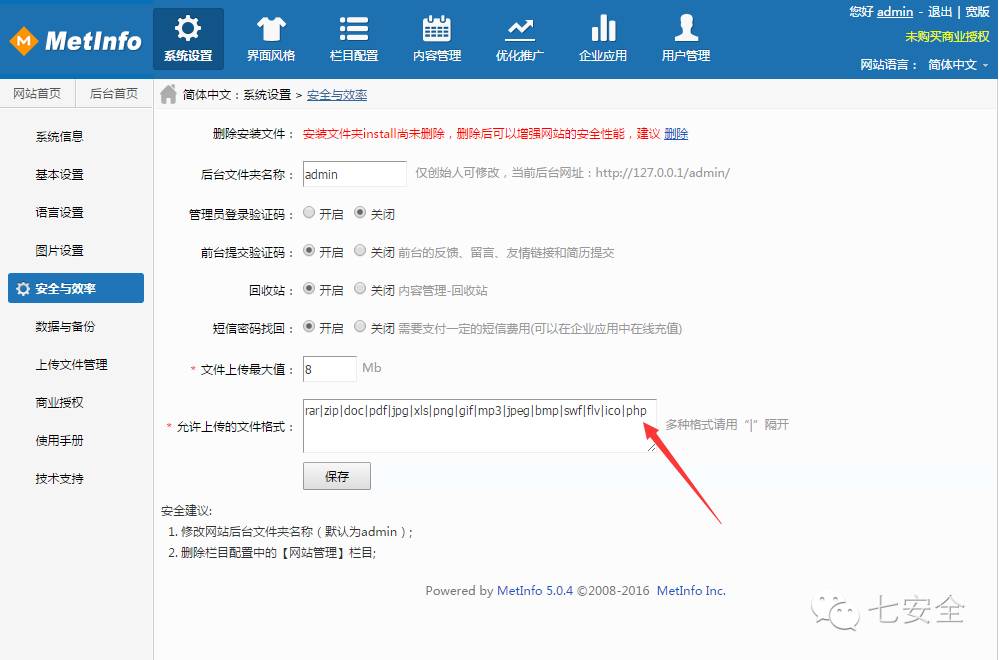 MetInfo
系统设置
界面风格
栏目配置
内容管理
优化推广
企业应用
用户管理
您好 admin - 退出 | 宽版
未购买商业授权
网站语言： 简体中文
网站首页
后台首页
简体中文：系统设置 > 安全与效率
系统信息
基本设置
语言设置
图片设置
安全与效率
数据与备份
上传文件管理
商业授权
使用手册
技术支持
删除安装文件： 安装文件夹install尚未删除，删除后可以增强网站的安全性能，建议 删除
后台文件夹名称： admin 仅创始人可修改，当前后台网址：http://127.0.0.1/admin/
管理员登录验证码： 开启 关闭
前台提交验证码： 开启 关闭 前台的反馈、留言、友情链接和简历提交
回收站： 开启 关闭 内容管理-回收站
短信密码找回： 开启 关闭 需要支付一定的短信费用(可以在企业应用中在线充值)
* 文件上传最大值： 8 Mb
* 允许上传的文件格式： rar|zip|doc|pdf|jpg|xls|png|gif|mp3|jpeg|bmp|swf|flv|ico|php 多种格式请用“|”隔开
保存
安全建议:
1. 修改网站后台文件夹名称（默认为admin）;
2. 删除栏目配置中的【网站管理】栏目;
Powered by MetInfo 5.0.4 ©2008-2016 MetInfo Inc.
七安全